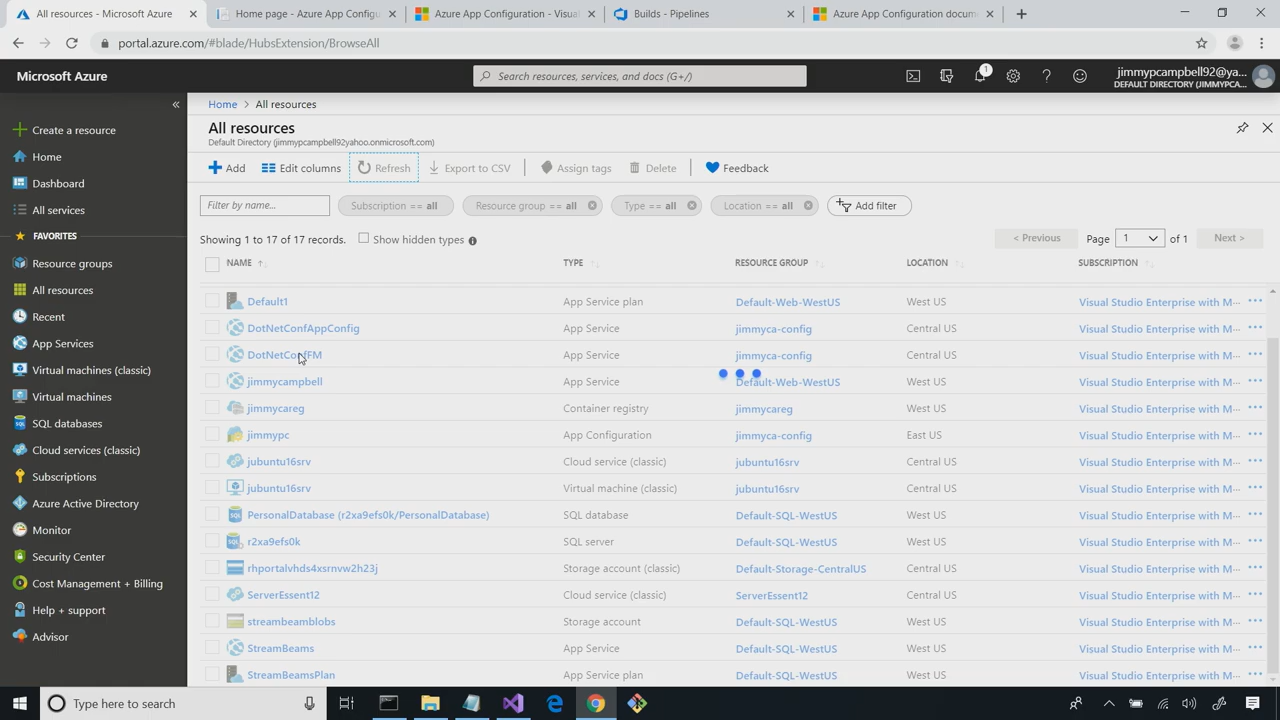 All resources - Microsoft Azure
Home page - Azure App Configu
Azure App Configuration - Visua
Builds - Pipelines
Azure App Configuration docum
portal.azure.com/#blade/HubsExtension/BrowseAll
Microsoft Azure
Search resources, services, and docs (G+/)
1
jimmypcampbell92@ya...
DEFAULT DIRECTORY (JIMMYPCA...
Create a resource
Home
Dashboard
All services
FAVORITES
Resource groups
All resources
Recent
App Services
Virtual machines (classic)
Virtual machines
SQL databases
Cloud services (classic)
Subscriptions
Azure Active Directory
Monitor
Security Center
Cost Management + Billing
Help + support
Advisor
Home > All resources
All resources
Default Directory (jimmypcampbell92yahoo.onmicrosoft.com)
Add Edit columns Refresh Export to CSV Assign tags Delete Feedback
Filter by name... Subscription == all Resource group == all Type == all Location == all Add filter
Showing 1 to 17 of 17 records. Show hidden types < Previous Page 1 of 1 Next >
NAME TYPE RESOURCE GROUP LOCATION SUBSCRIPTION
Default1 App Service plan Default-Web-WestUS West US Visual Studio Enterprise with M...
DotNetConfAppConfig App Service jimmyca-config Central US Visual Studio Enterprise with M...
DotNetConfFM App Service jimmyca-config Central US Visual Studio Enterprise with M...
jimmycampbell App Service Default-Web-WestUS West US Visual Studio Enterprise with M...
jimmycareg Container registry jimmycareg West US Visual Studio Enterprise with M...
jimmypc App Configuration jimmyca-config East US Visual Studio Enterprise with M...
jubuntu16srv Cloud service (classic) jubuntu16srv Central US Visual Studio Enterprise with M...
jubuntu16srv Virtual machine (classic) jubuntu16srv Central US Visual Studio Enterprise with M...
PersonalDatabase (r2xa9efs0k/PersonalDatabase) SQL database Default-SQL-WestUS West US Visual Studio Enterprise with M...
r2xa9efs0k SQL server Default-SQL-WestUS West US Visual Studio Enterprise with M...
rhportalvhds4xsrnvw2h23j Storage account (classic) Default-Storage-CentralUS Central US Visual Studio Enterprise with M...
ServerEssent12 Cloud service (classic) ServerEssent12 Central US Visual Studio Enterprise with M...
streambeamblobs Storage account Default-SQL-WestUS West US Visual Studio Enterprise with M...
StreamBeams App Service Default-SQL-WestUS West US Visual Studio Enterprise with M...
StreamBeamsPlan App Service plan Default-SQL-WestUS West US Visual Studio Enterprise with M...
Type here to search